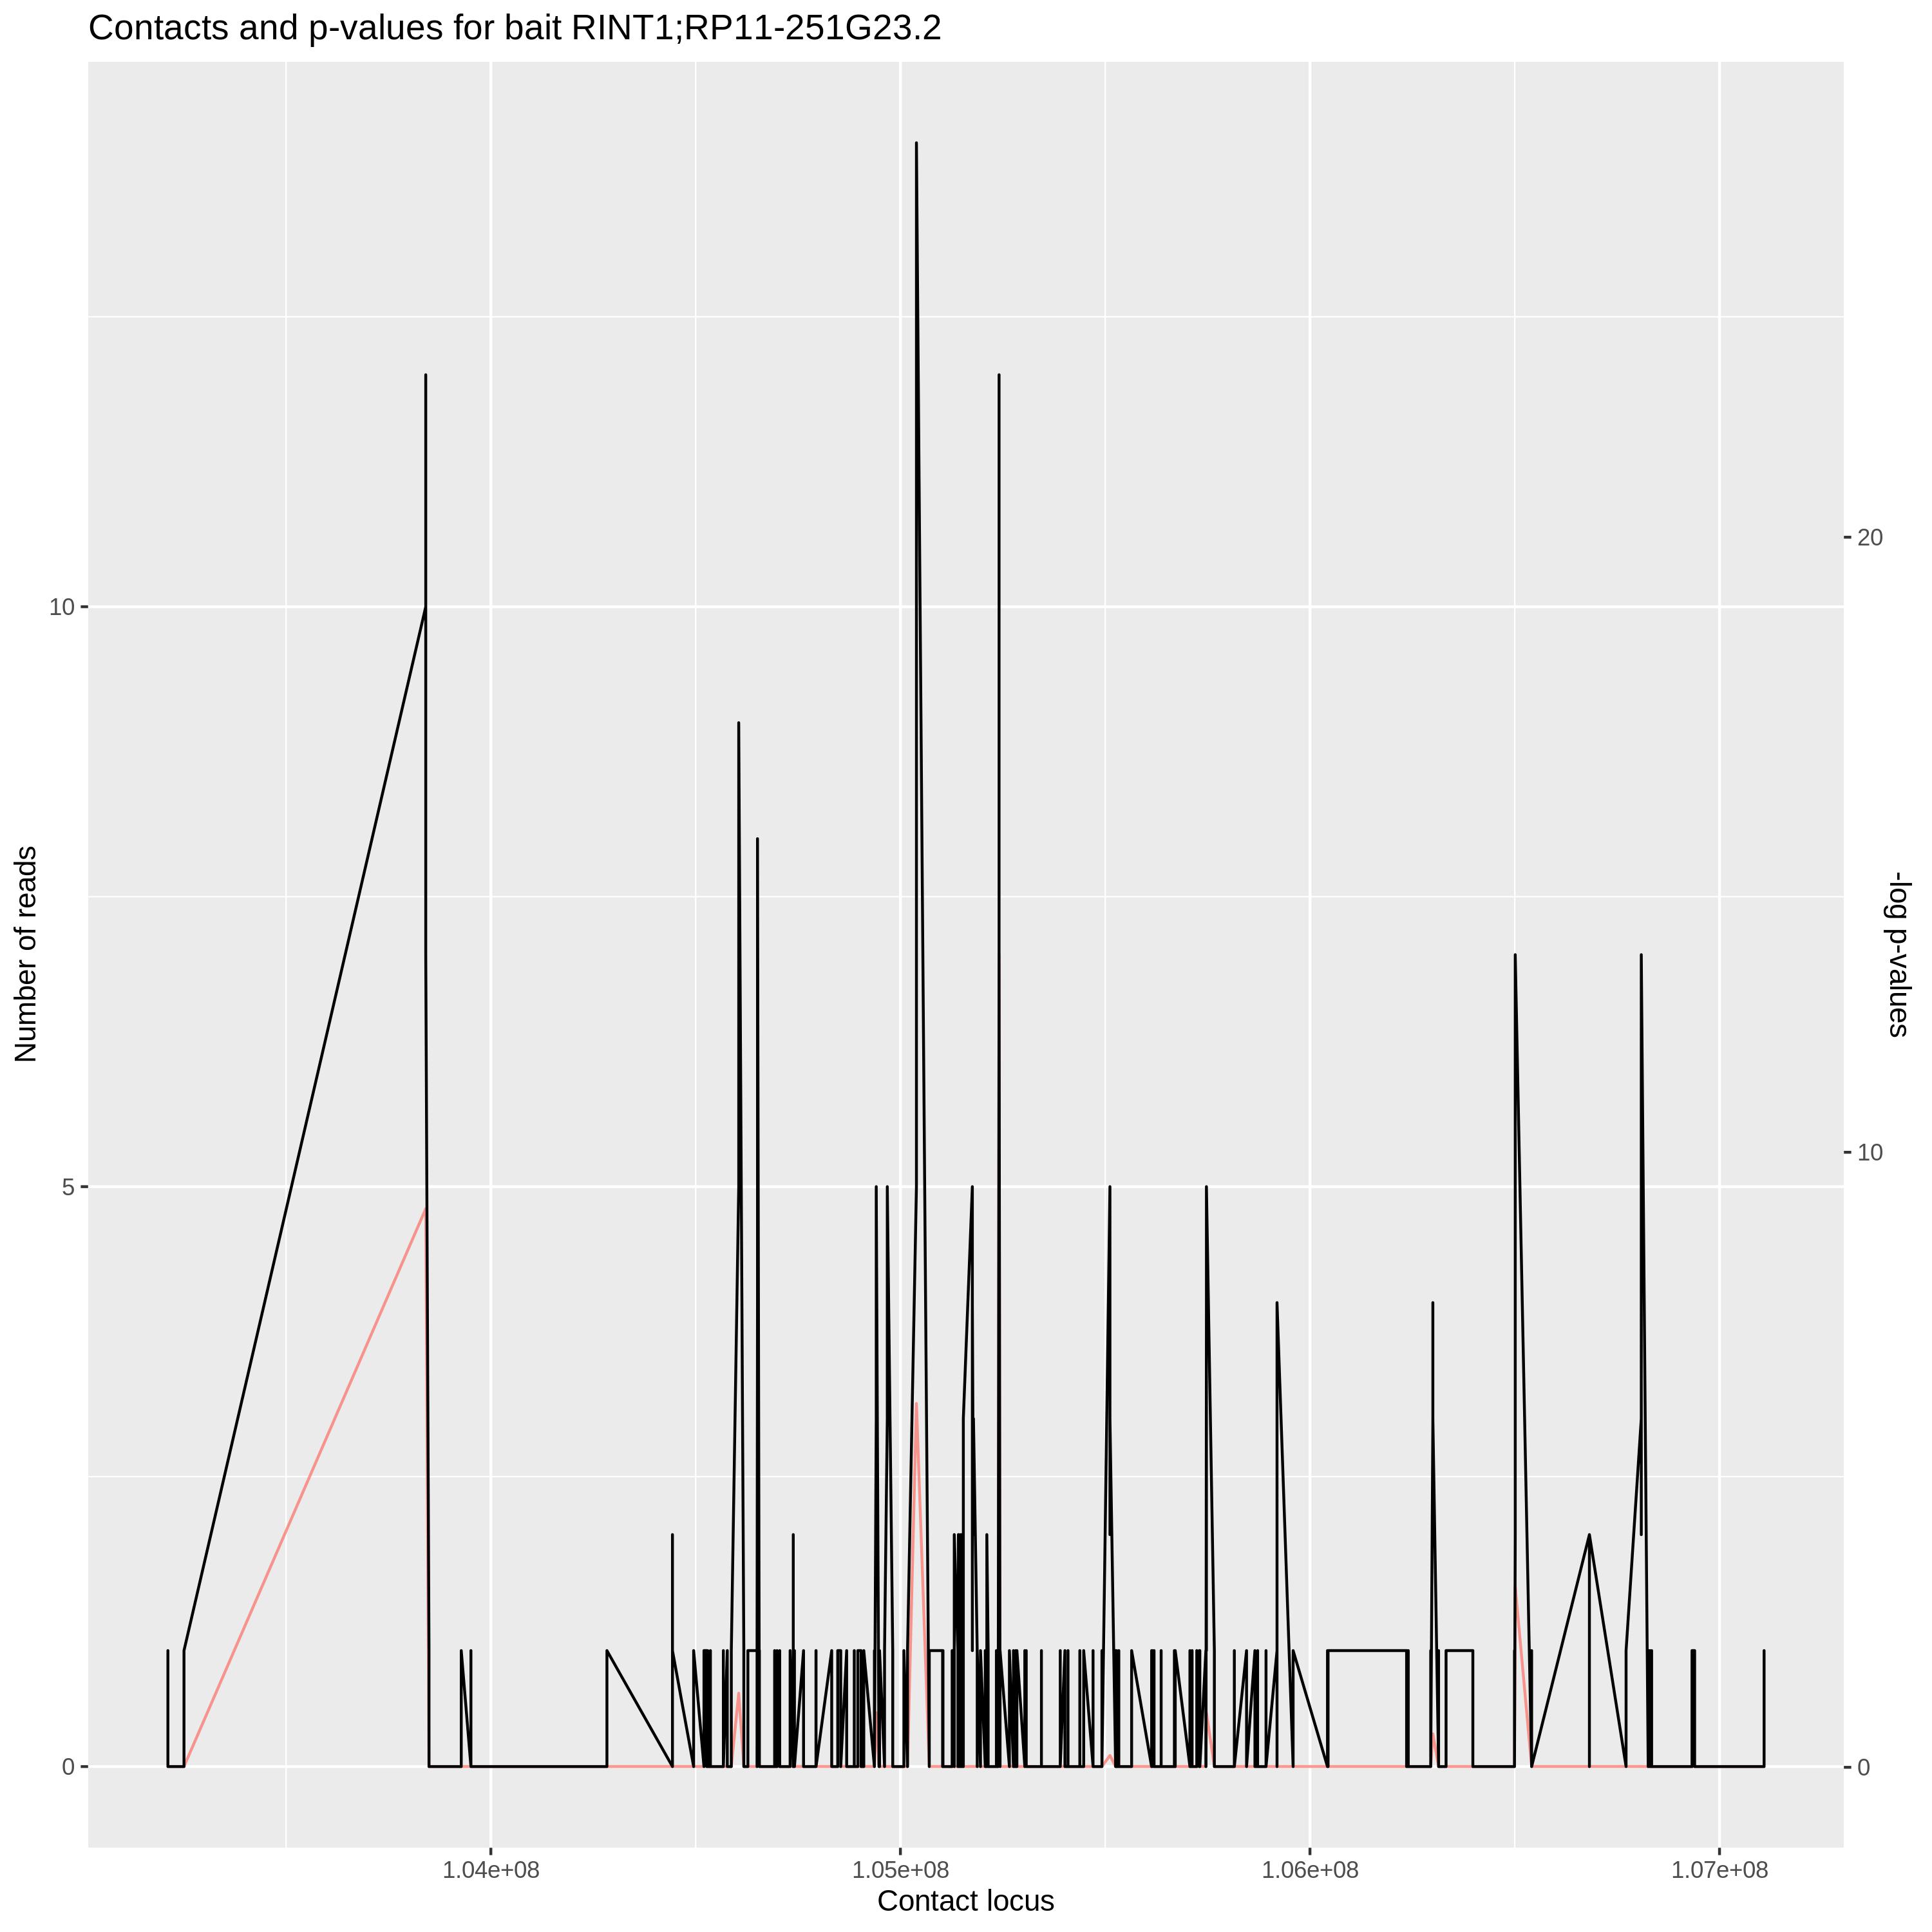 Contacts and p-values for bait RINT1;RP11-251G23.2
10
5
0
Number of reads
20
10
0
-log p-values
1.04e+08
1.05e+08
1.06e+08
1.07e+08
Contact locus